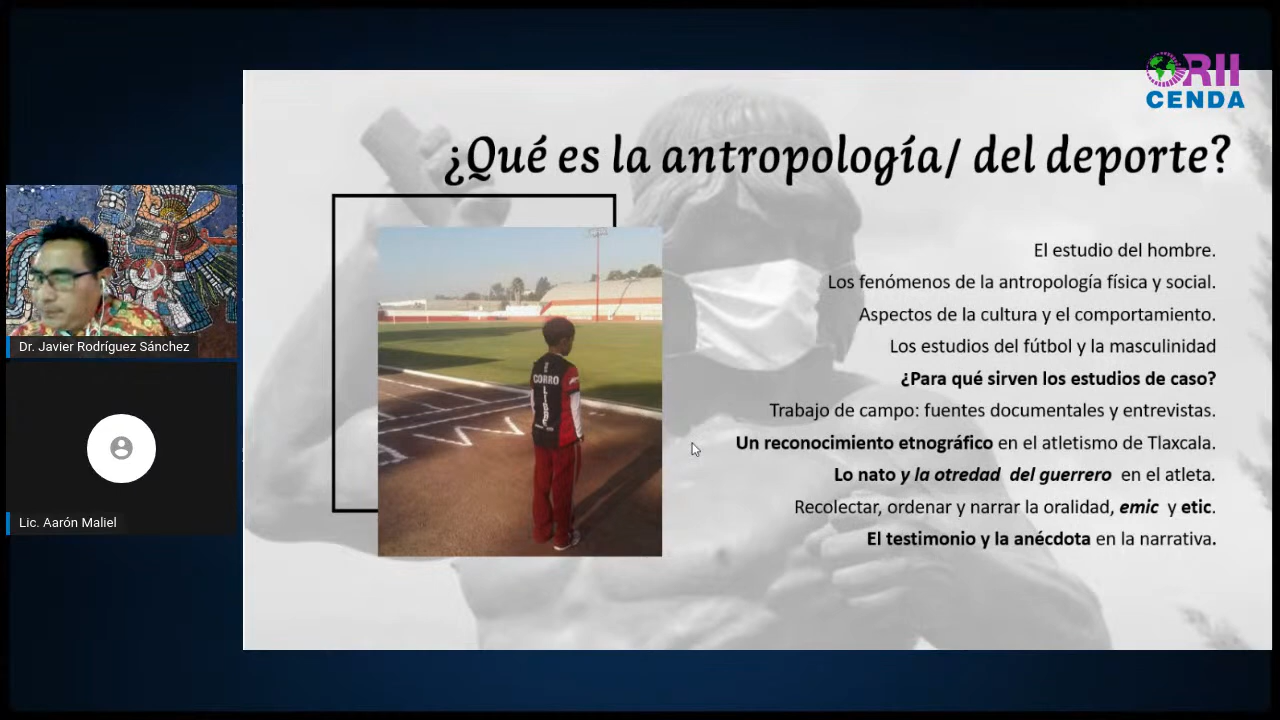 ORII
CENDA
¿Qué es la antropología/ del deporte?
El estudio del hombre.
Los fenómenos de la antropología física y social.
Aspectos de la cultura y el comportamiento.
Los estudios del fútbol y la masculinidad
¿Para qué sirven los estudios de caso?
Trabajo de campo: fuentes documentales y entrevistas.
Un reconocimiento etnográfico en el atletismo de Tlaxcala.
Lo nato y la otredad del guerrero en el atleta.
Recolectar, ordenar y narrar la oralidad, emic y etic.
El testimonio y la anécdota en la narrativa.
CORRO
Dr. Javier Rodríguez Sánchez
Lic. Aarón Maliel